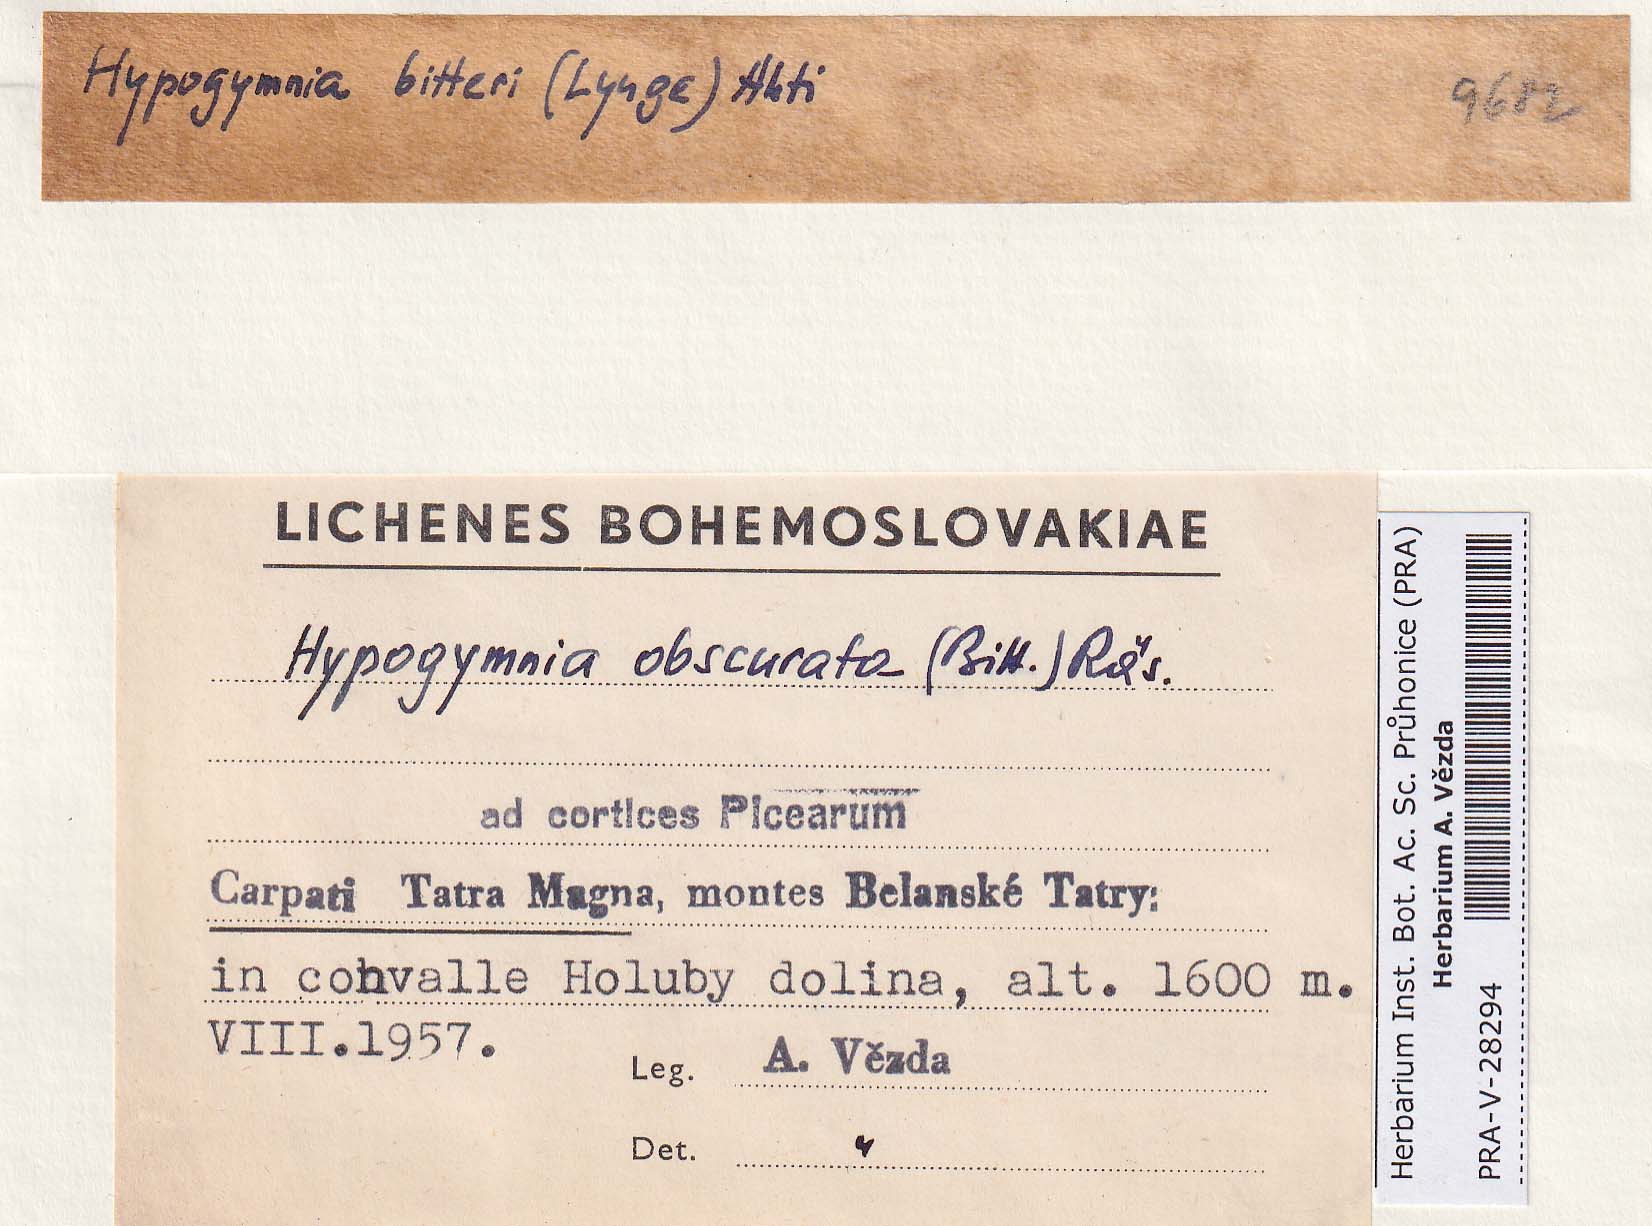 Hypogymnia bitteri (Lynge) Ahti
9682
LICHENES BOHEMOSLOVAKIAE
Hypogymnia obscurata (Bitt.) Räs.
ad cortices Picearum
Carpati Tatra Magna, montes Belanské Tatry:
in convalle Holuby dolina, alt. 1600 m.
VIII.1957.
Leg. A. Vězda
Det. "
Herbarium Inst. Bot. Ac. Sc. Průhonice (PRA)
Herbarium A. Vězda
PRA-V-28294